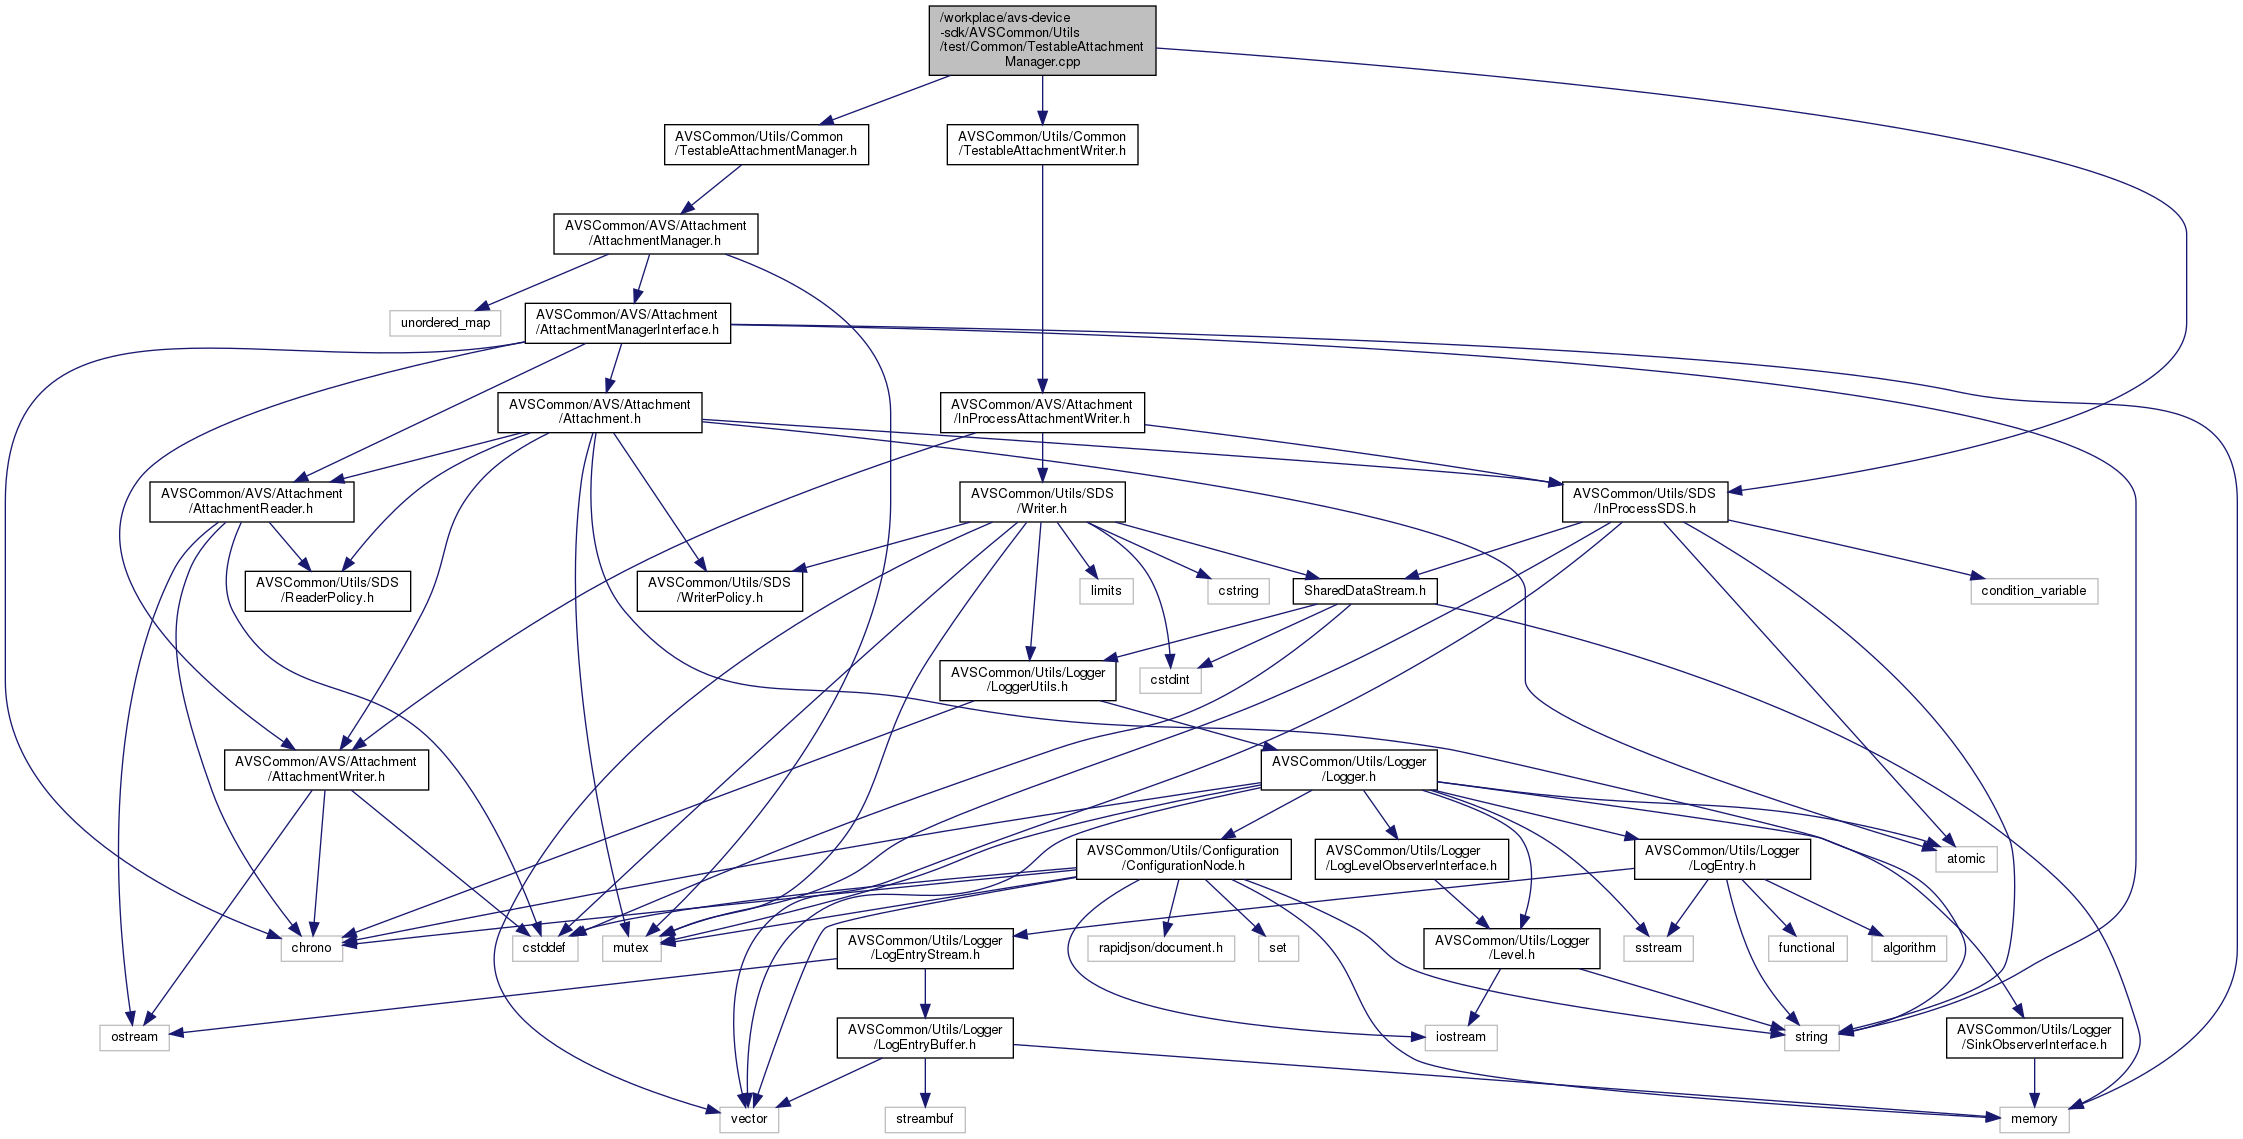 /workplace/avs-device
-sdk/AVSCommon/Utils
/test/Common/TestableAttachment
Manager.cpp
AVSCommon/Utils/Common
/TestableAttachmentManager.h
AVSCommon/Utils/Common
/TestableAttachmentWriter.h
AVSCommon/AVS/Attachment
/AttachmentManager.h
unordered_map
AVSCommon/AVS/Attachment
/AttachmentManagerInterface.h
AVSCommon/AVS/Attachment
/Attachment.h
AVSCommon/AVS/Attachment
/InProcessAttachmentWriter.h
AVSCommon/AVS/Attachment
/AttachmentReader.h
AVSCommon/Utils/SDS
/Writer.h
AVSCommon/Utils/SDS
/InProcessSDS.h
AVSCommon/Utils/SDS
/ReaderPolicy.h
AVSCommon/Utils/SDS
/WriterPolicy.h
limits
cstring
SharedDataStream.h
condition_variable
AVSCommon/Utils/Logger
/LoggerUtils.h
cstdint
AVSCommon/AVS/Attachment
/AttachmentWriter.h
AVSCommon/Utils/Logger
/Logger.h
AVSCommon/Utils/Configuration
/ConfigurationNode.h
AVSCommon/Utils/Logger
/LogLevelObserverInterface.h
AVSCommon/Utils/Logger
/LogEntry.h
atomic
chrono
cstddef
mutex
AVSCommon/Utils/Logger
/LogEntryStream.h
rapidjson/document.h
set
AVSCommon/Utils/Logger
/Level.h
sstream
functional
algorithm
ostream
AVSCommon/Utils/Logger
/LogEntryBuffer.h
iostream
string
AVSCommon/Utils/Logger
/SinkObserverInterface.h
vector
streambuf
memory